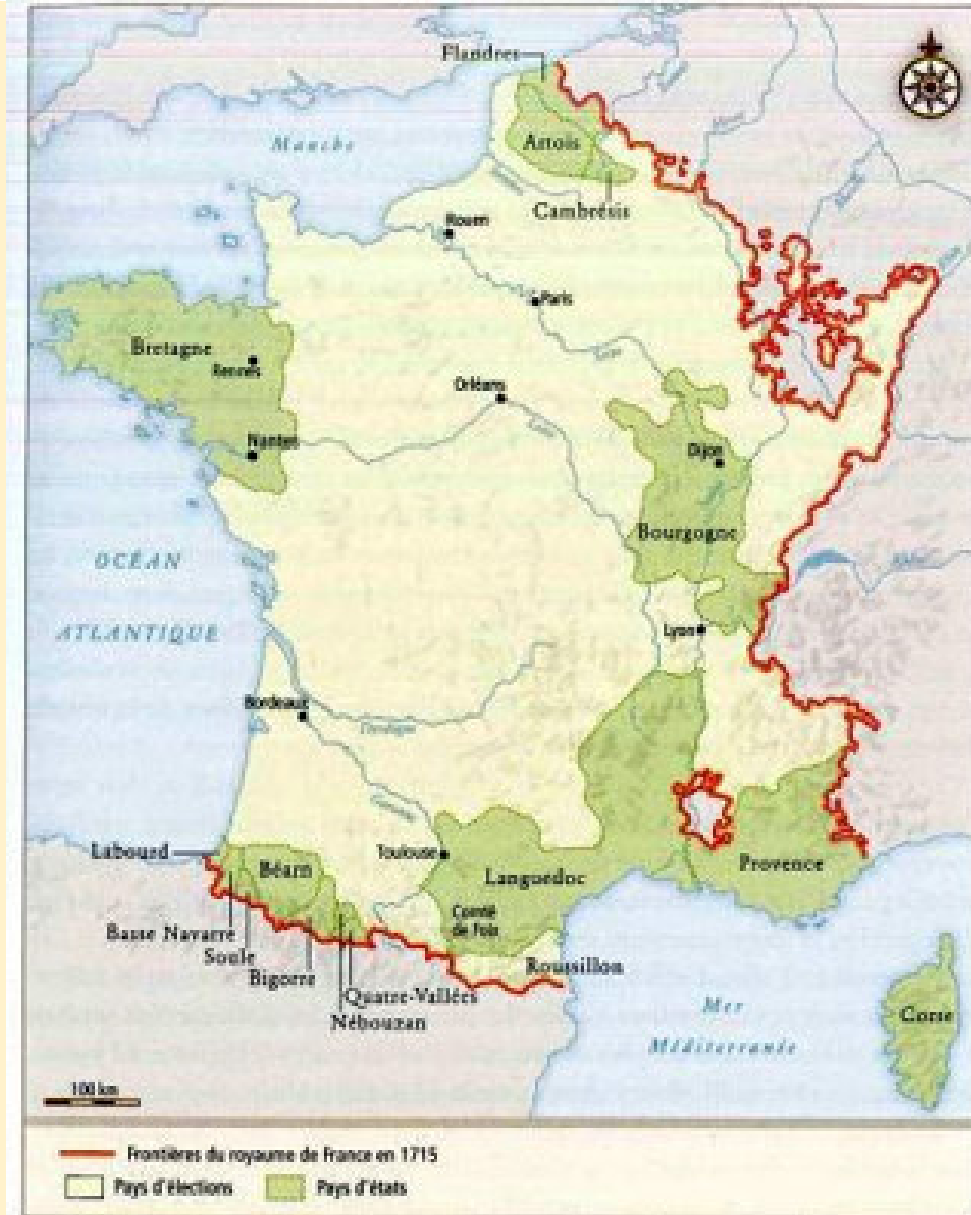 Flandres
Manche
Artois
Cambrésis
Rouen
Paris
Bretagne
Rennes
Orléans
Nantes
Dijon
Bourgogne
OCÉAN
ATLANTIQUE
Lyon
Bordeaux
Dordogne
Labourd
Béarn
Toulouse
Languedoc
Provence
Basse Navarre
Comté
de Foix
Soule
Bigorre
Roussillon
Quatre-Vallées
Nébouzan
Mer
Méditerranée
Corse
100 km
Frontières du royaume de France en 1715
Pays d'élections
Pays d'états